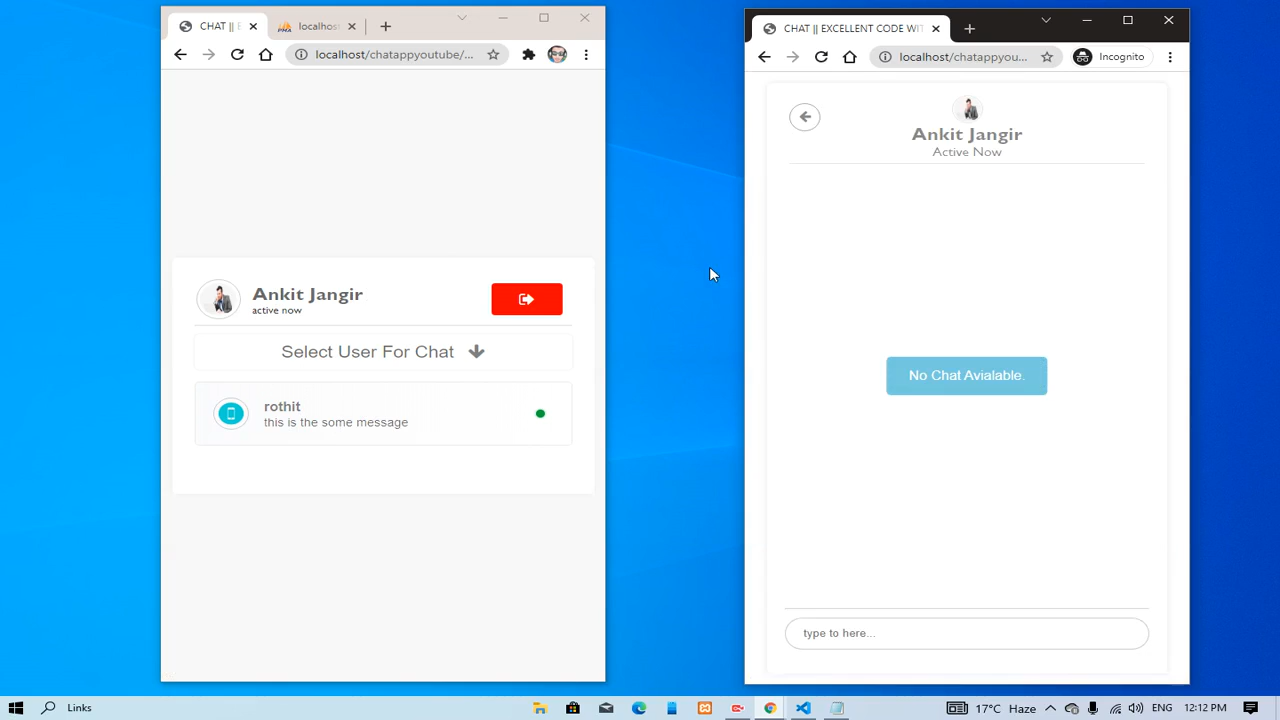 CHAT || E
localhost
localhost/chatappyoutube/...
Ankit Jangir
active now
Select User For Chat
rothit
this is the some message
CHAT || EXCELLENT CODE WIT
localhost/chatappyou...
Incognito
Ankit Jangir
Active Now
No Chat Avialable.
type to here...
Links
17°C Haze
ENG
12:12 PM